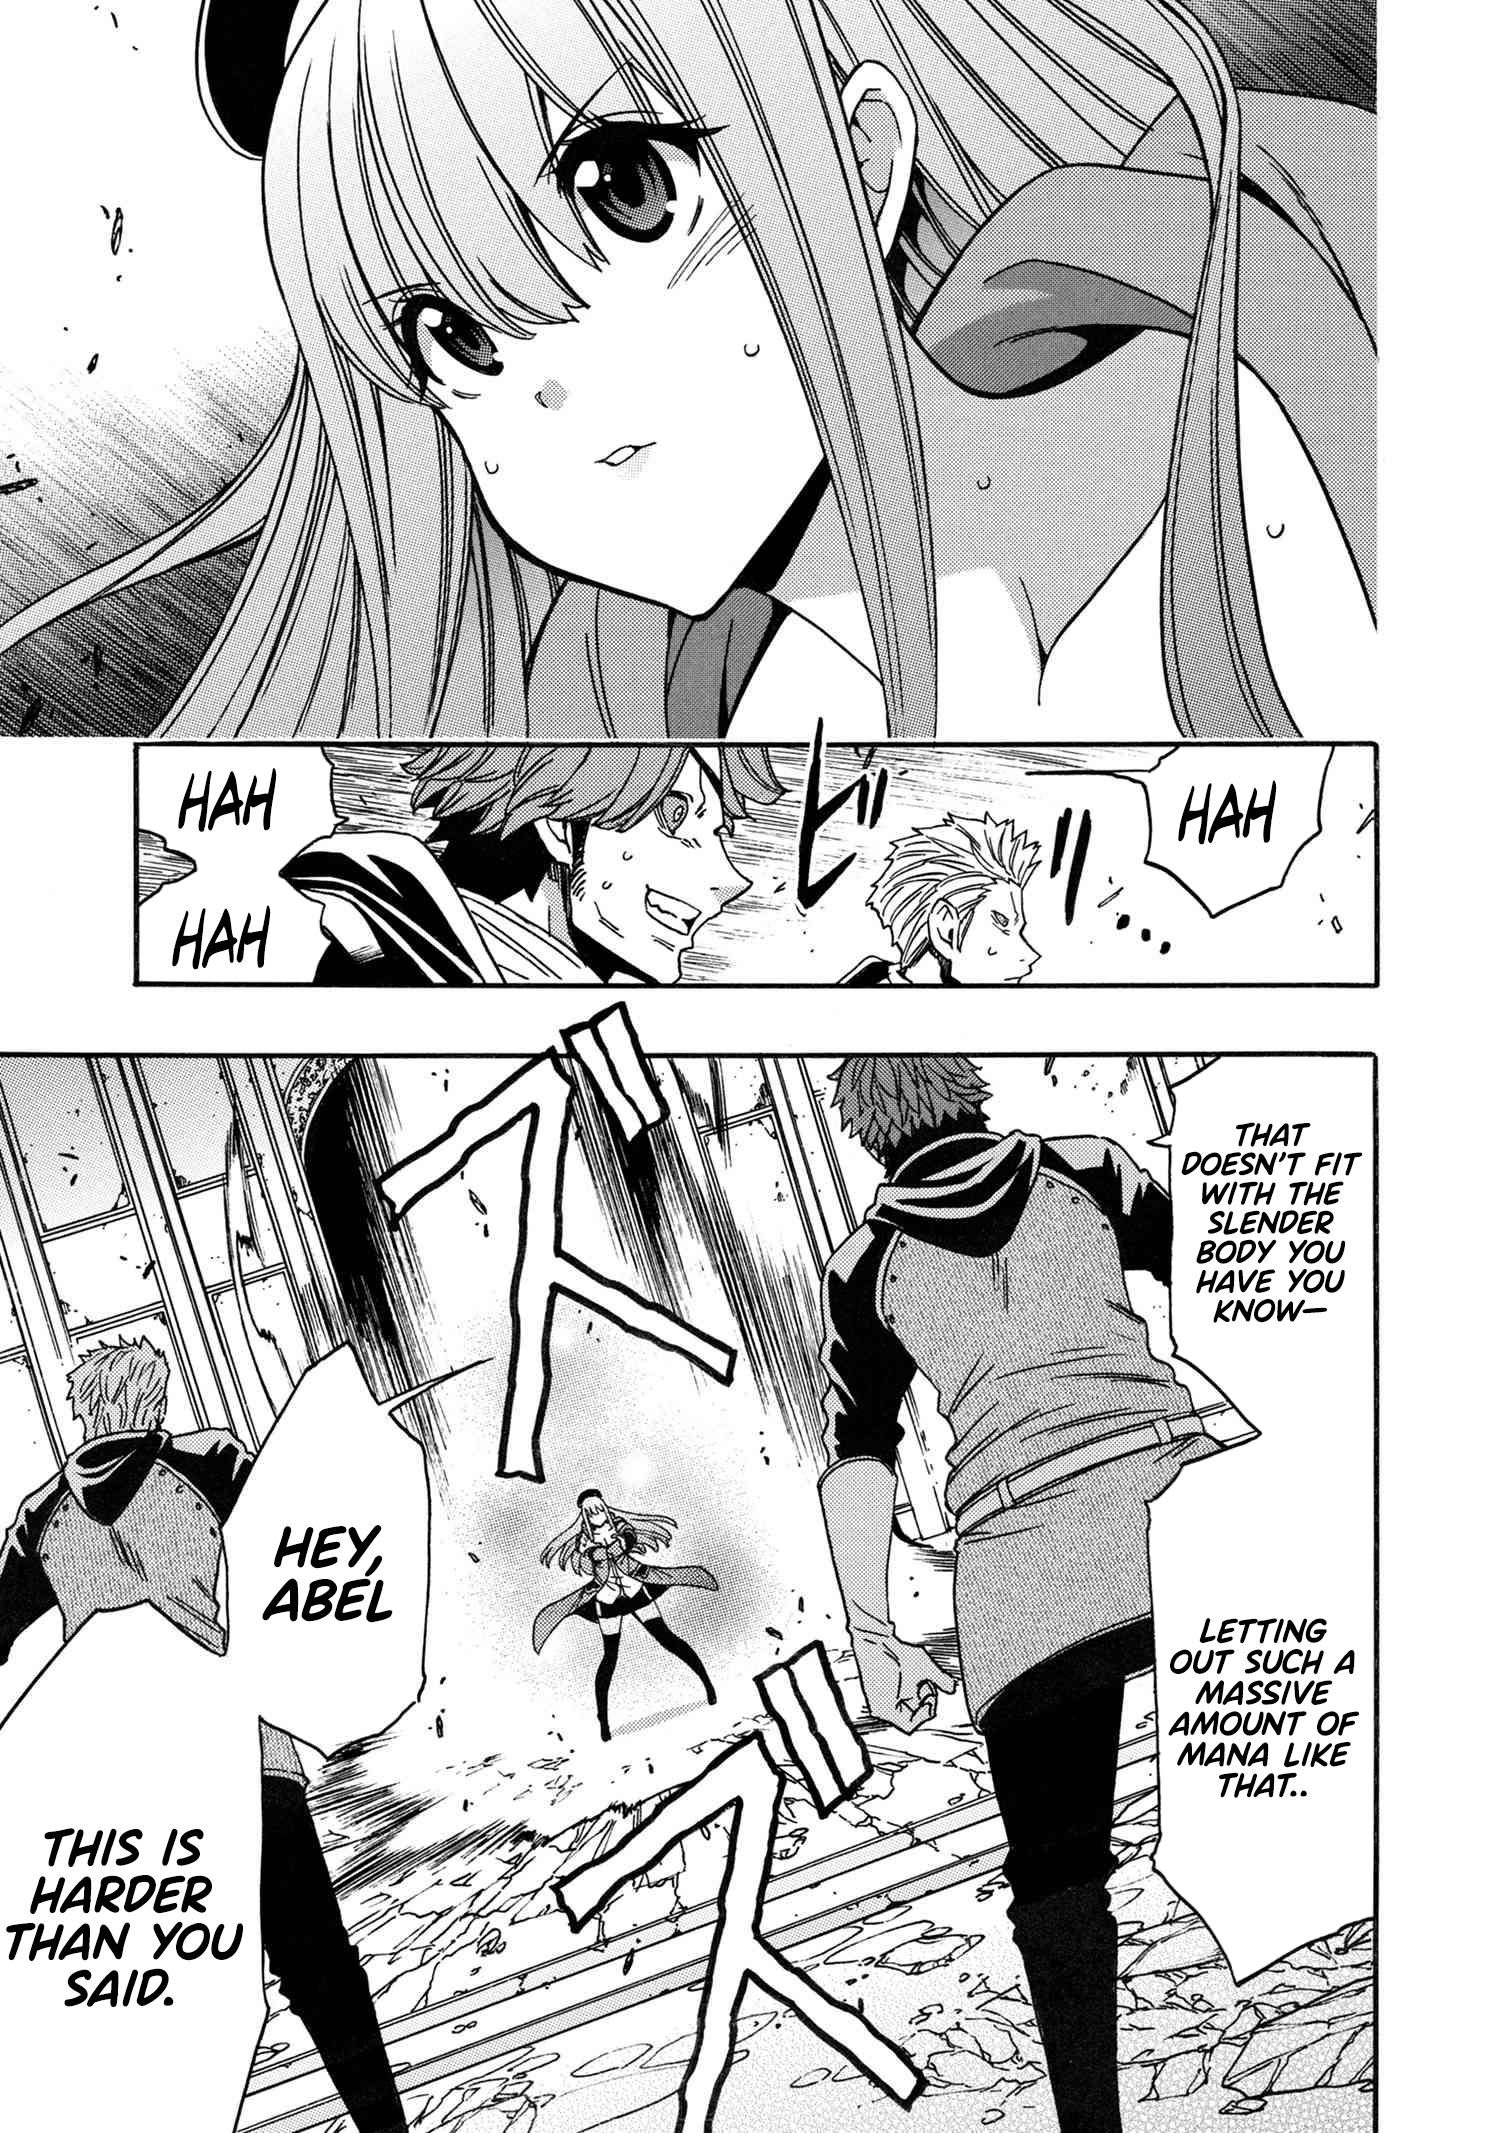 HAH
ビ
HAH
HAH
THAT
DOESN'T FIT
WITH THE
SLENDER
BODY YOU
HAVE YOU
KNOW—
LETTING
OUT SUCH A
MASSIVE
AMOUNT OF
MANA LIKE
THAT..
ズ
ズ
HEY,
ABEL
THIS IS
HARDER
THAN YOU
SAID.